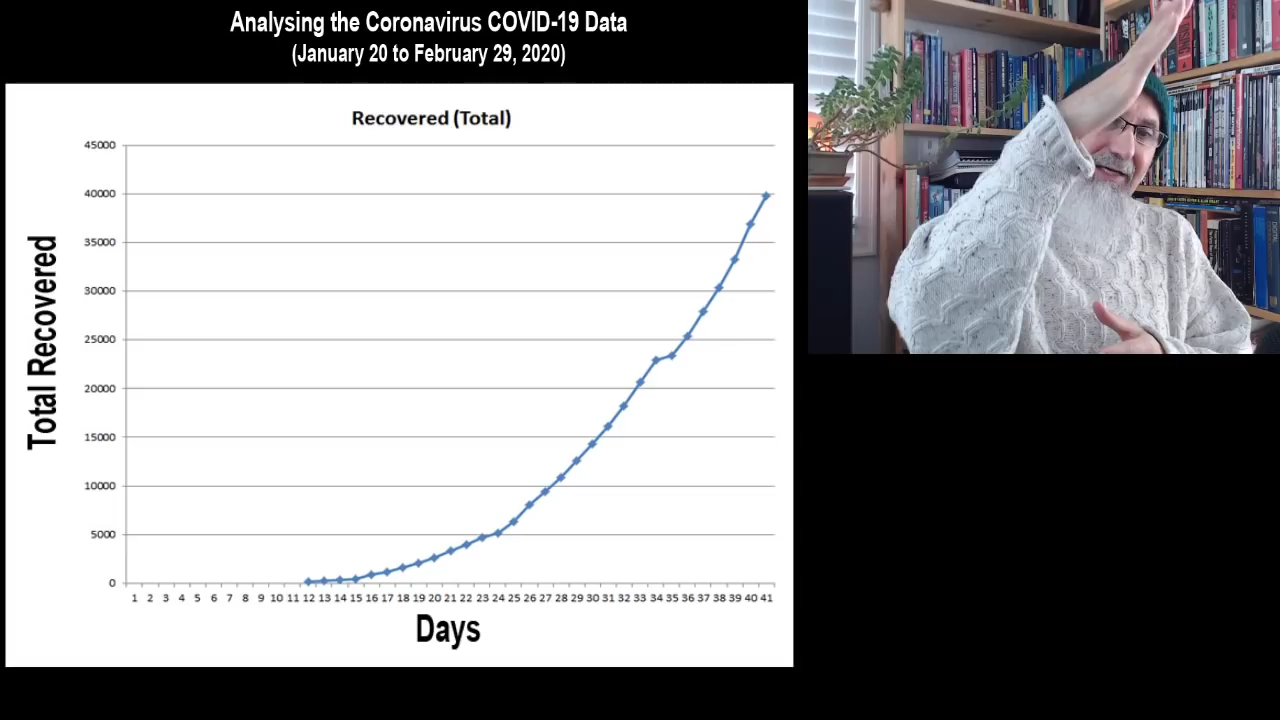 Analysing the Coronavirus COVID-19 Data
(January 20 to February 29, 2020)
Recovered (Total)
45000
40000
35000
30000
25000
20000
15000
10000
5000
0
Total Recovered
1 2 3 4 5 6 7 8 9 10 11 12 13 14 15 16 17 18 19 20 21 22 23 24 25 26 27 28 29 30 31 32 33 34 35 36 37 38 39 40 41
Days